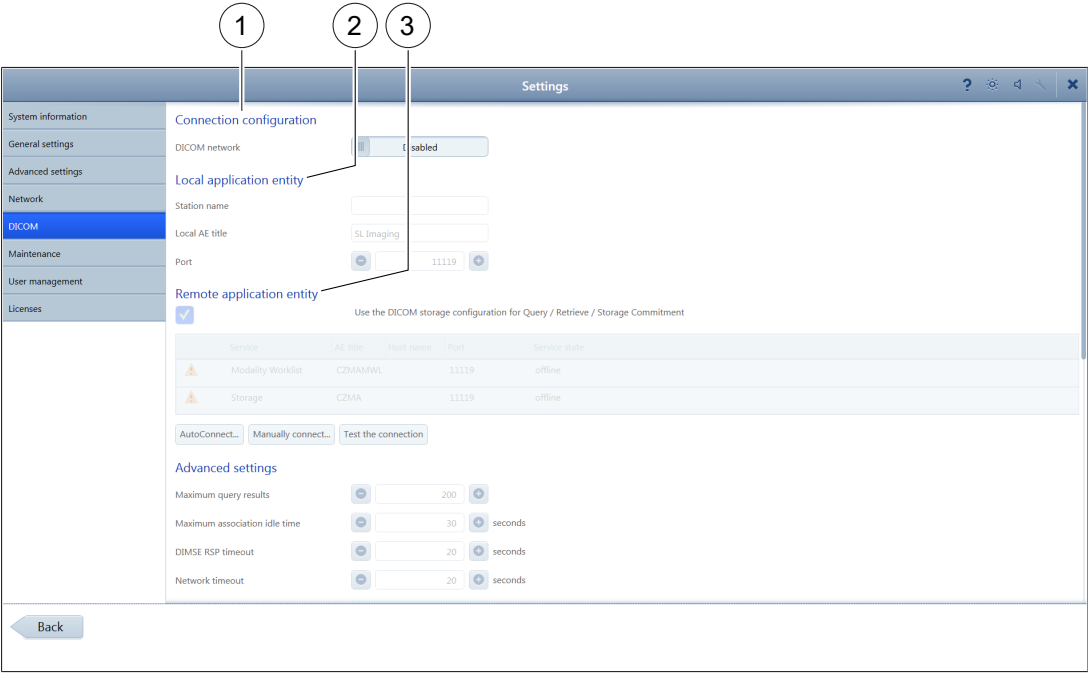 1 2 3
Settings
?
System information
General settings
Advanced settings
Network
DICOM
Maintenance
User management
Licenses
Connection configuration
DICOM network Disabled
Local application entity
Station name
Local AE title SL Imaging
Port 11119
Remote application entity
Use the DICOM storage configuration for Query / Retrieve / Storage Commitment
Service AE title Host name Port Service state
Modality Worklist CZMAMWL 11119 offline
Storage CZMA 11119 offline
AutoConnect... Manually connect... Test the connection
Advanced settings
Maximum query results 200
Maximum association idle time 30 seconds
DIMSE RSP timeout 20 seconds
Network timeout 20 seconds
Back